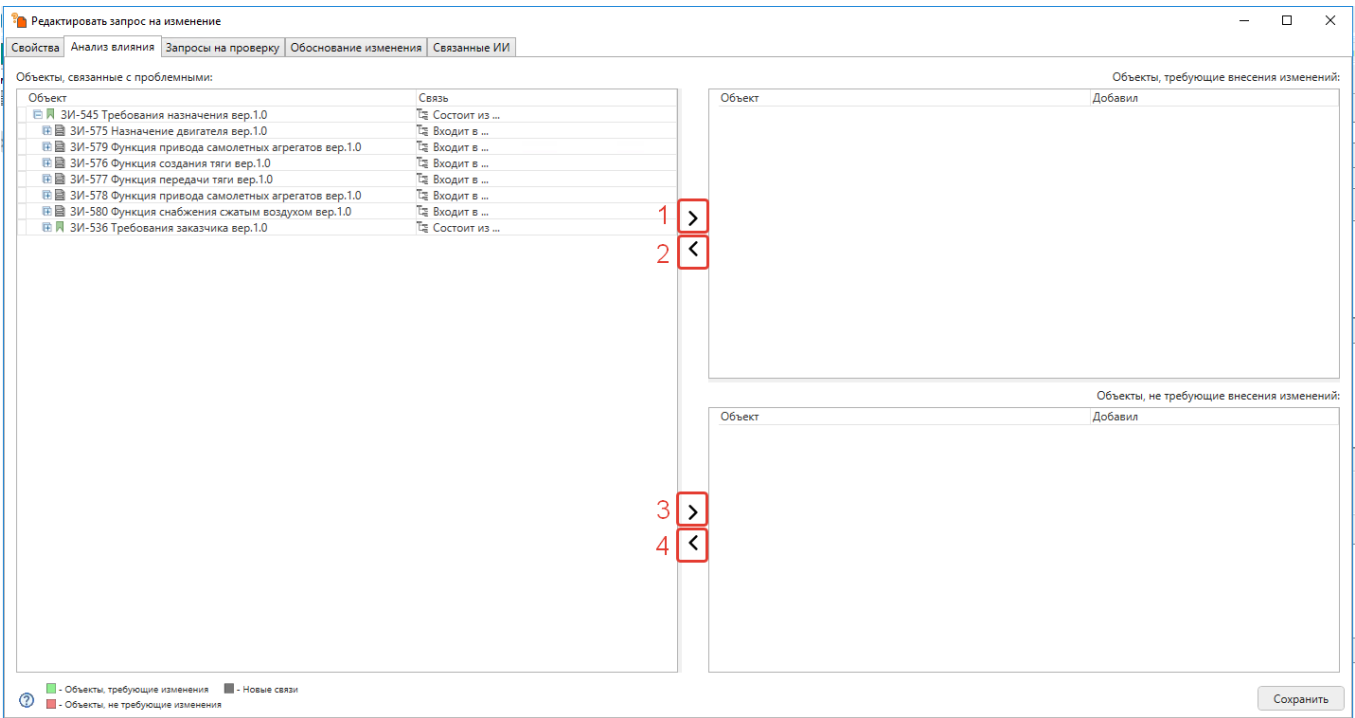 Редактировать запрос на изменение
Свойства Анализ влияния Запросы на проверку Обоснование изменения Связанные ИИ
Объекты, связанные с проблемными:
Объект Связь
ЗИ-545 Требования назначения вер.1.0 Состоит из ...
ЗИ-575 Назначение двигателя вер.1.0 Входит в ...
ЗИ-579 Функция привода самолетных агрегатов вер.1.0 Входит в ...
ЗИ-576 Функция создания тяги вер.1.0 Входит в ...
ЗИ-577 Функция передачи тяги вер.1.0 Входит в ...
ЗИ-578 Функция привода самолетных агрегатов вер.1.0 Входит в ...
ЗИ-580 Функция снабжения сжатым воздухом вер.1.0 Входит в ...
ЗИ-536 Требования заказчика вер.1.0 Состоит из ...
1 >
2 <
3 >
4 <
Объекты, требующие внесения изменений:
Объект Добавил
Объекты, не требующие внесения изменений:
Объект Добавил
- Объекты, требующие изменения - Новые связи
- Объекты, не требующие изменения
Сохранить